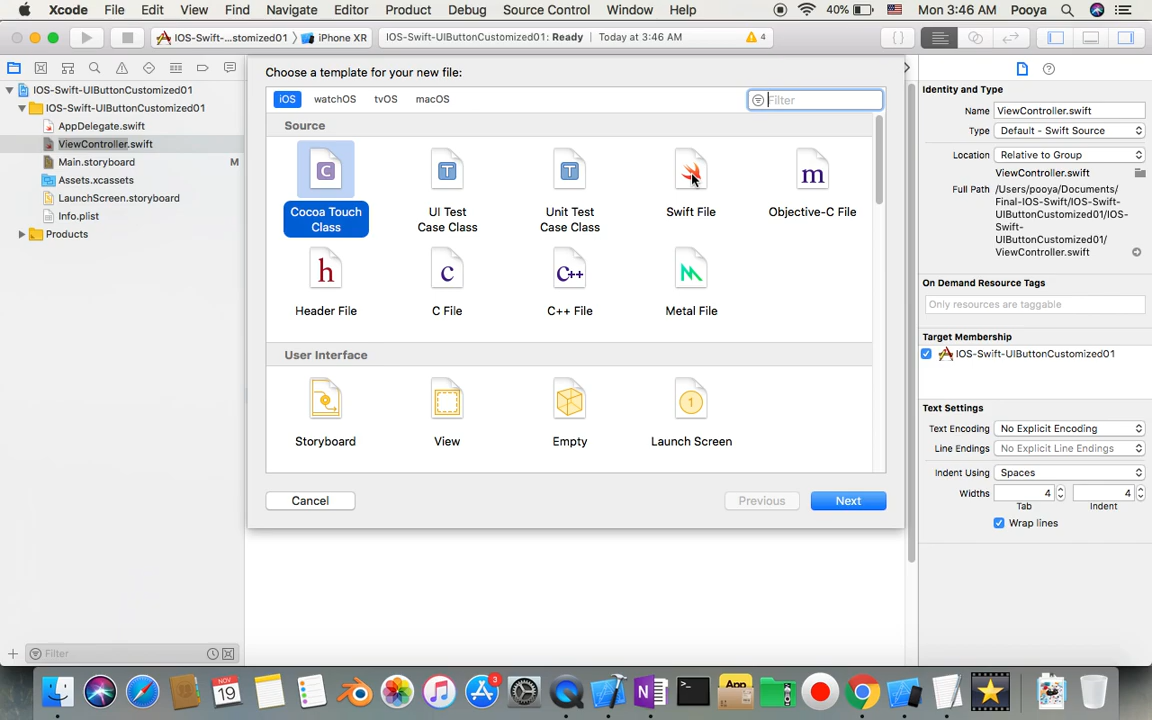 Xcode File Edit View Find Navigate Editor Product Debug Source Control Window Help 40% Mon 3:46 AM Pooya
IOS-Swift-...stomized01 iPhone XR IOS-Swift-UIButtonCustomized01: Ready Today at 3:46 AM 4
IOS-Swift-UIButtonCustomized01
IOS-Swift-UIButtonCustomized01
AppDelegate.swift
ViewController.swift
Main.storyboard M
Assets.xcassets
LaunchScreen.storyboard
Info.plist
Products
Filter
Choose a template for your new file:
iOS watchOS tvOS macOS Filter
Source
C T T m
Cocoa Touch Class
UI Test Case Class
Unit Test Case Class
Swift File
Objective-C File
h c C++
Header File C File C++ File Metal File
User Interface
1
Storyboard View Empty Launch Screen
Cancel Previous Next
Identity and Type
Name ViewController.swift
Type Default - Swift Source
Location Relative to Group
ViewController.swift
Full Path /Users/pooya/Documents/
Final-IOS-Swift/IOS-Swift-
UIButtonCustomized01/IOS-
Swift-
UIButtonCustomized01/
ViewController.swift
On Demand Resource Tags
Only resources are taggable
Target Membership
IOS-Swift-UIButtonCustomized01
Text Settings
Text Encoding No Explicit Encoding
Line Endings No Explicit Line Endings
Indent Using Spaces
Widths 4 4
Tab Indent
Wrap lines
NOV
19
3